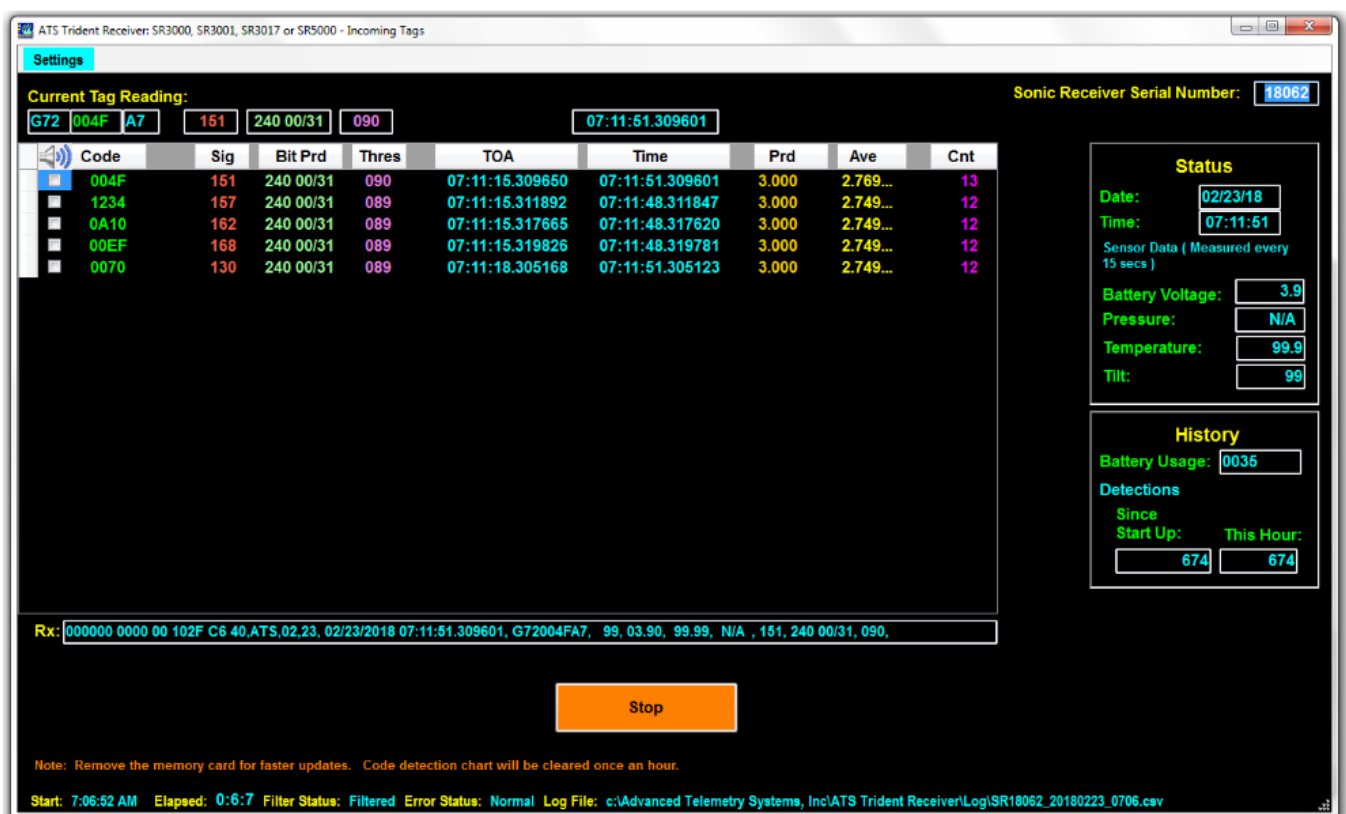 ATS Trident Receiver: SR3000, SR3001, SR3017 or SR5000 - Incoming Tags
Settings
Current Tag Reading:
Sonic Receiver Serial Number: 18062
G72 004F A7 151 240 00/31 090 07:11:51.309601
Code Sig Bit Prd Thres TOA Time Prd Ave Cnt
004F 151 240 00/31 090 07:11:15.309650 07:11:51.309601 3.000 2.769... 13
1234 157 240 00/31 089 07:11:15.311892 07:11:48.311847 3.000 2.749... 12
0A10 162 240 00/31 089 07:11:15.317665 07:11:48.317620 3.000 2.749... 12
00EF 168 240 00/31 089 07:11:15.319826 07:11:48.319781 3.000 2.749... 12
0070 130 240 00/31 089 07:11:18.305168 07:11:51.305123 3.000 2.749... 12
Status
Date: 02/23/18
Time: 07:11:51
Sensor Data ( Measured every
15 secs )
Battery Voltage: 3.9
Pressure: N/A
Temperature: 99.9
Tilt: 99
History
Battery Usage: 0035
Detections
Since
Start Up: This Hour:
674 674
Rx: 000000 0000 00 102F C6 40,ATS,02,23, 02/23/2018 07:11:51.309601, G72004FA7, 99, 03.90, 99.99, N/A , 151, 240 00/31, 090,
Stop
Note: Remove the memory card for faster updates. Code detection chart will be cleared once an hour.
Start: 7:06:52 AM Elapsed: 0:6:7 Filter Status: Filtered Error Status: Normal Log File: c:\Advanced Telemetry Systems, Inc\ATS Trident Receiver\Log\SR18062_20180223_0706.csv